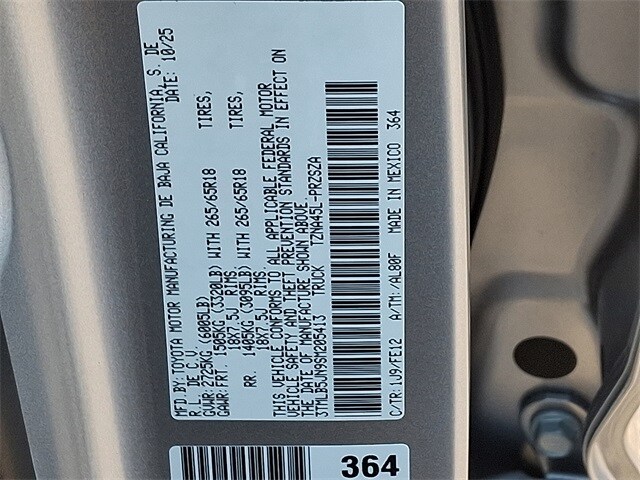 MFD.BY:TOYOTA MOTOR MANUFACTURING DE BAJA CALIFORNIA, S. DE
R.L. DE C.V. DATE: 10/25
GVWR:2725KG (6005LB)
GAWR:FRT. 1505KG (3320LB) WITH 265/65R18 TIRES,
18X7.5J RIMS.
RR. 1405KG (3095LB) WITH 265/65R18 TIRES,
18X7.5J RIMS.
THIS VEHICLE CONFORMS TO ALL APPLICABLE FEDERAL MOTOR
VEHICLE SAFETY AND THEFT PREVENTION STANDARDS IN EFFECT ON
THE DATE OF MANUFACTURE SHOWN ABOVE.
3TMLB5JN9SM205413 TRUCK TZNA45L-PRZSZA
C/TR: 1J9/FE12 A/TM: /AL80F MADE IN MEXICO 364
364